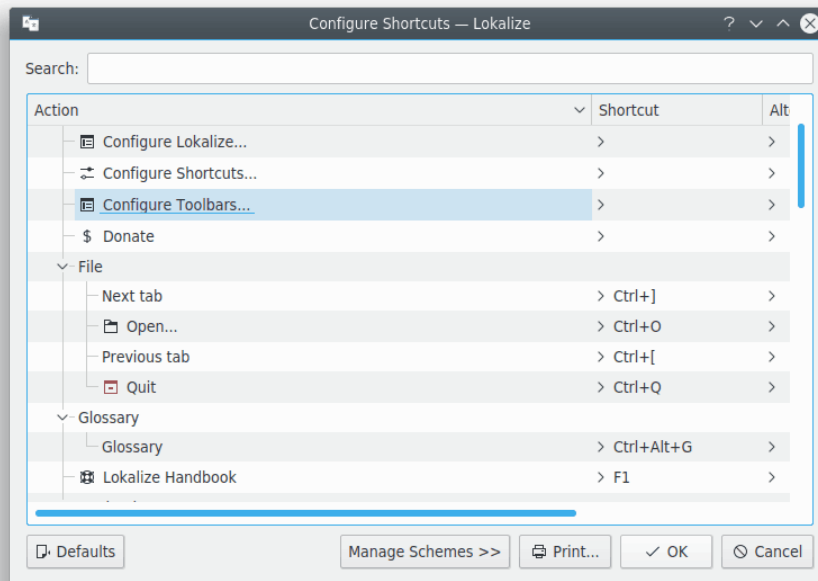 Configure Shortcuts — Lokalize
Search:
Action Shortcut Alt
Configure Lokalize...
Configure Shortcuts...
Configure Toolbars...
$ Donate
File
Next tab Ctrl+]
Open... Ctrl+O
Previous tab Ctrl+[
Quit Ctrl+Q
Glossary
Glossary Ctrl+Alt+G
Lokalize Handbook F1
Defaults Manage Schemes >> Print... OK Cancel